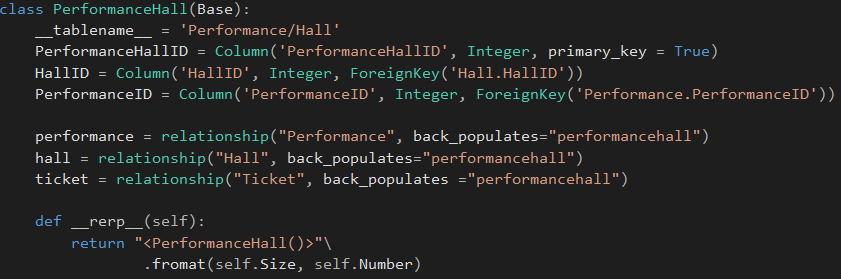 class PerformanceHall(Base):
    __tablename__ = 'Performance/Hall'
    PerformanceHallID = Column('PerformanceHallID', Integer, primary_key = True)
    HallID = Column('HallID', Integer, ForeignKey('Hall.HallID'))
    PerformanceID = Column('PerformanceID', Integer, ForeignKey('Performance.PerformanceID'))
    performance = relationship("Performance", back_populates="performancehall")
    hall = relationship("Hall", back_populates="performancehall")
    ticket = relationship("Ticket", back_populates ="performancehall")
    def __rerp__(self):
        return "<PerformanceHall()>"\
                .fromat(self.Size, self.Number)